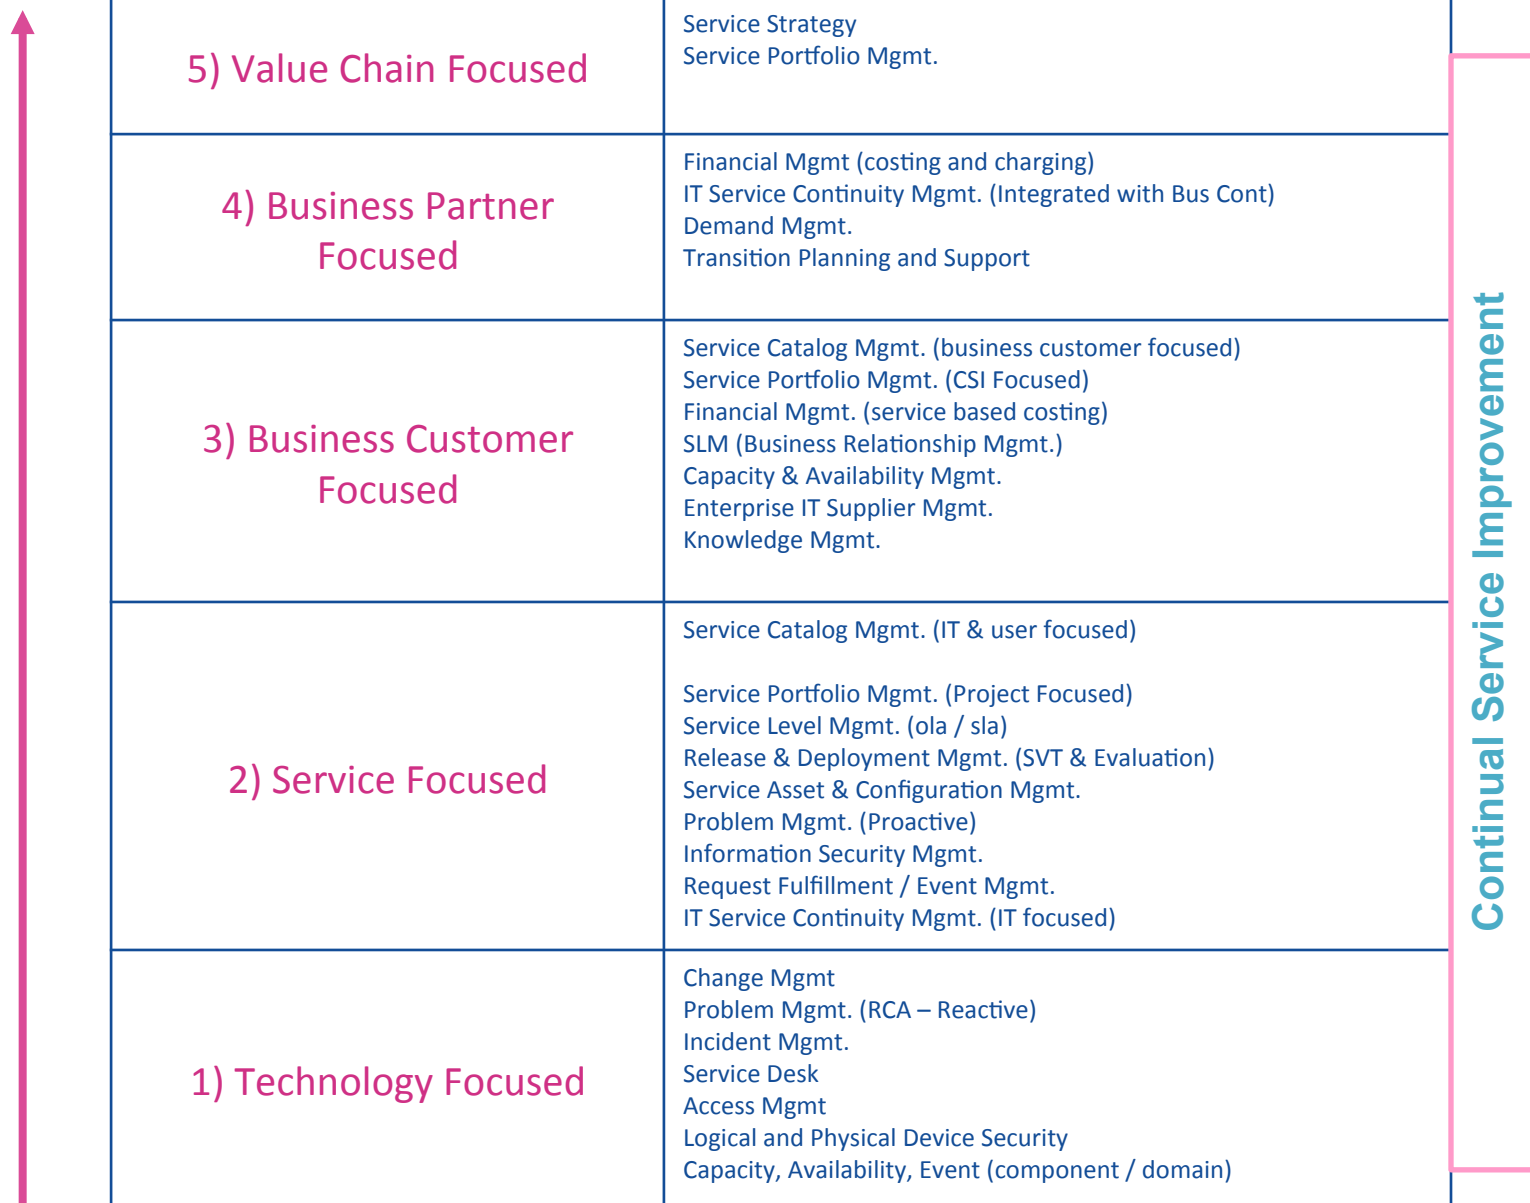 5) Value Chain Focused
Service Strategy
Service Portfolio Mgmt.
4) Business Partner
Focused
Financial Mgmt (costing and charging)
IT Service Continuity Mgmt. (Integrated with Bus Cont)
Demand Mgmt.
Transition Planning and Support
3) Business Customer
Focused
Service Catalog Mgmt. (business customer focused)
Service Portfolio Mgmt. (CSI Focused)
Financial Mgmt. (service based costing)
SLM (Business Relationship Mgmt.)
Capacity & Availability Mgmt.
Enterprise IT Supplier Mgmt.
Knowledge Mgmt.
2) Service Focused
Service Catalog Mgmt. (IT & user focused)
Service Portfolio Mgmt. (Project Focused)
Service Level Mgmt. (ola / sla)
Release & Deployment Mgmt. (SVT & Evaluation)
Service Asset & Configuration Mgmt.
Problem Mgmt. (Proactive)
Information Security Mgmt.
Request Fulfillment / Event Mgmt.
IT Service Continuity Mgmt. (IT focused)
1) Technology Focused
Change Mgmt
Problem Mgmt. (RCA – Reactive)
Incident Mgmt.
Service Desk
Access Mgmt
Logical and Physical Device Security
Capacity, Availability, Event (component / domain)
Continual Service Improvement